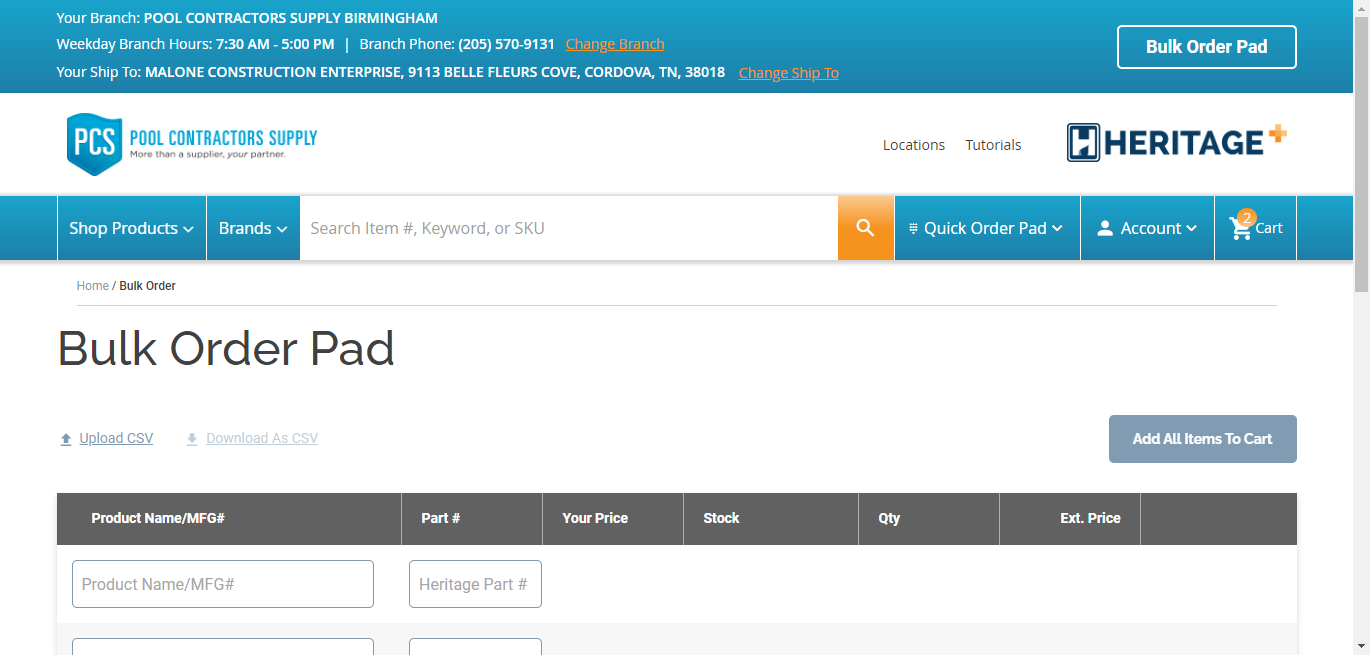 Your Branch: POOL CONTRACTORS SUPPLY BIRMINGHAM
Weekday Branch Hours: 7:30 AM - 5:00 PM | Branch Phone: (205) 570-9131 Change Branch
Your Ship To: MALONE CONSTRUCTION ENTERPRISE, 9113 BELLE FLEURS COVE, CORDOVA, TN, 38018 Change Ship To
Bulk Order Pad
PCS POOL CONTRACTORS SUPPLY
More than a supplier, your partner.
Locations Tutorials
H HERITAGE+
Shop Products Brands Search Item #, Keyword, or SKU Quick Order Pad Account 2 Cart
Home / Bulk Order
Bulk Order Pad
Upload CSV Download As CSV Add All Items To Cart
Product Name/MFG# Part # Your Price Stock Qty Ext. Price
Product Name/MFG# Heritage Part #